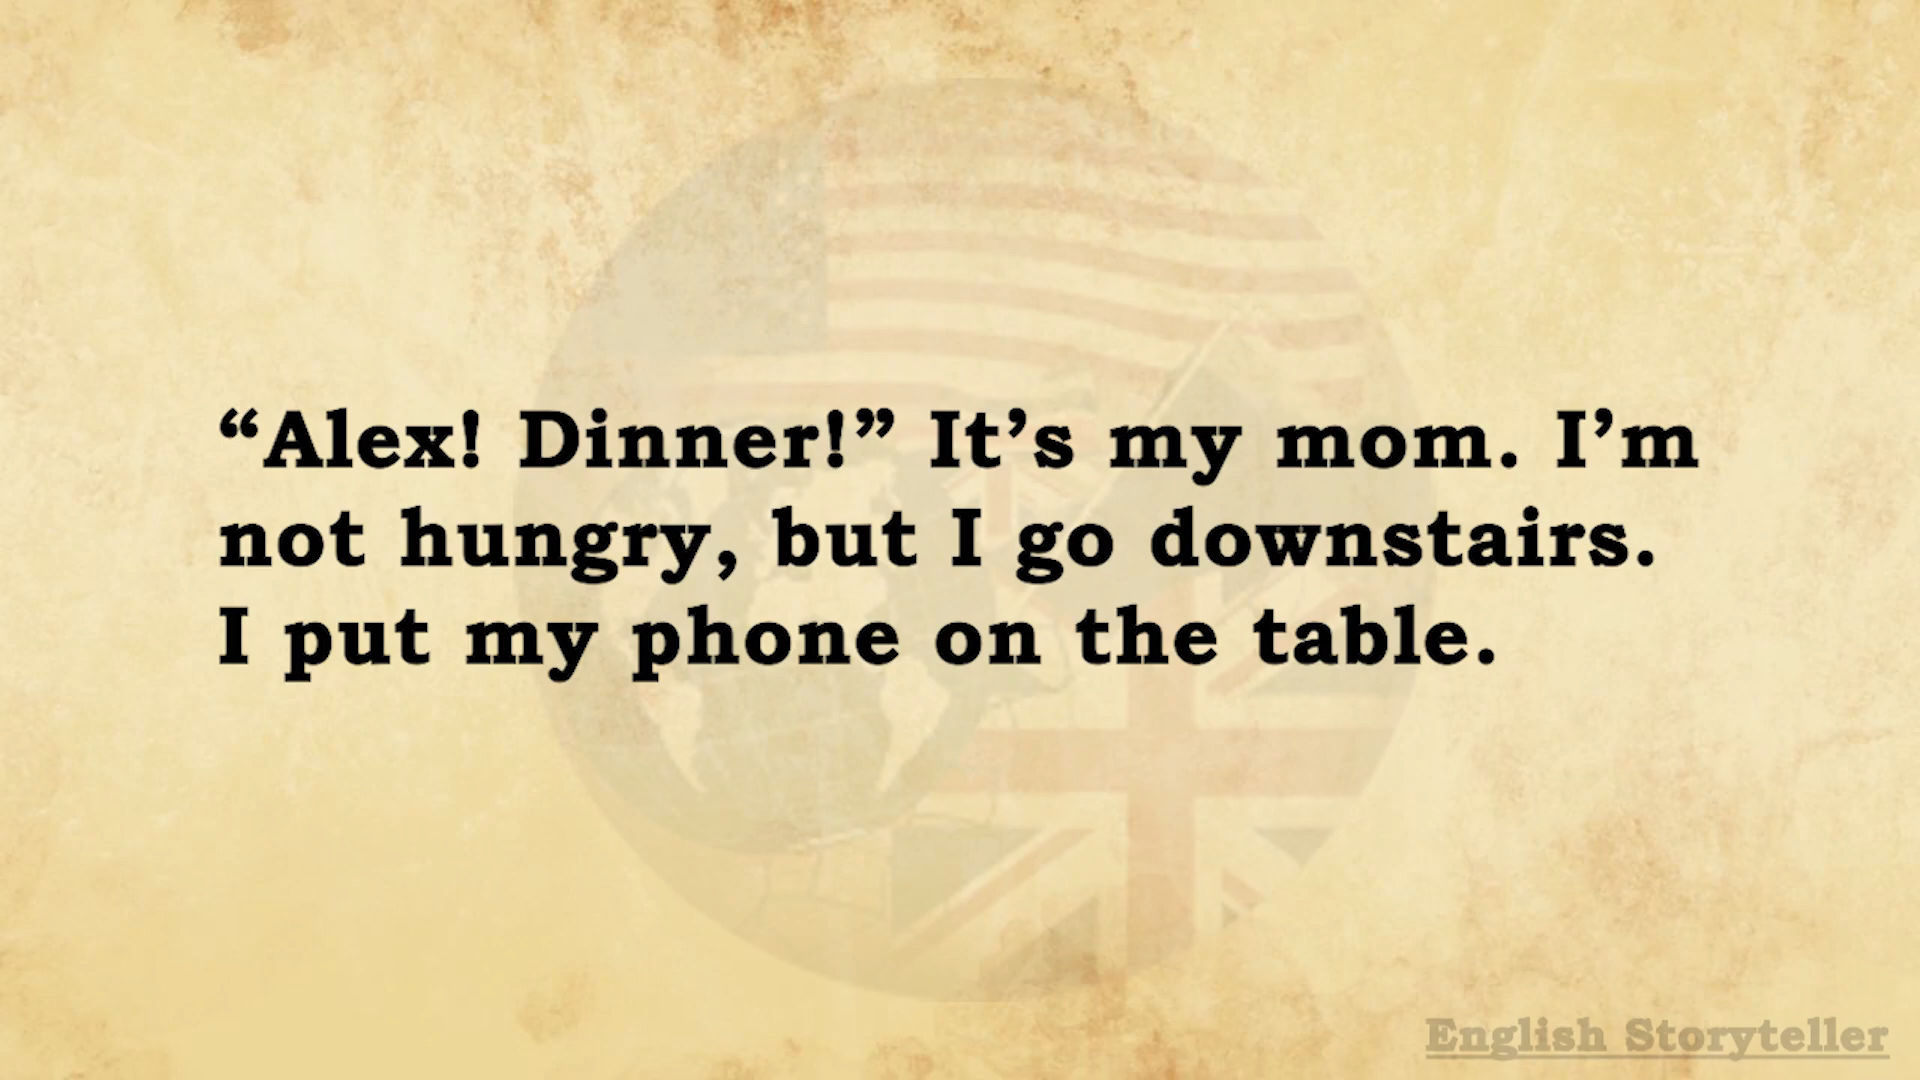 “Alex! Dinner!” It’s my mom. I’m
not hungry, but I go downstairs.
I put my phone on the table.
English Storyteller